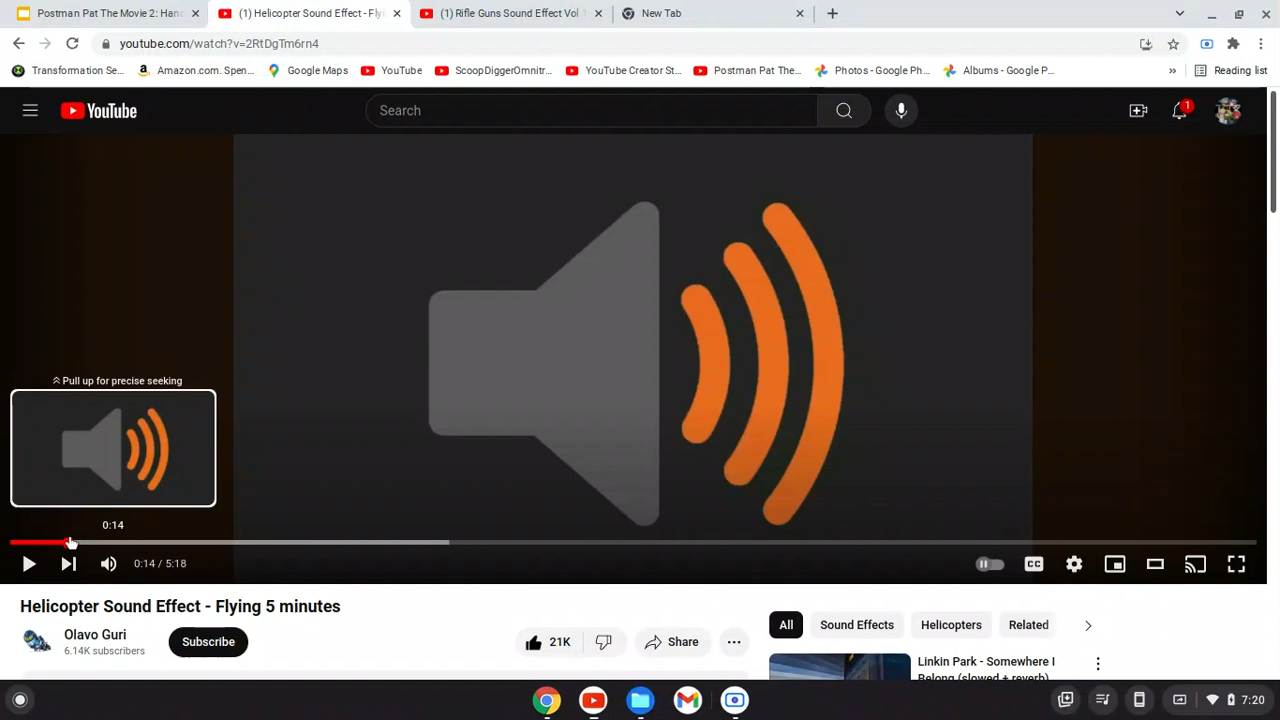 Postman Pat The Movie 2: Han
(1) Helicopter Sound Effect - Fly
(1) Rifle Guns Sound Effect Vol
New Tab
youtube.com/watch?v=2RtDgTm6rn4
Transformation Se...
Amazon.com. Spen...
Google Maps
YouTube
ScoopDiggerOmnitr...
YouTube Creator St...
Postman Pat The...
Photos - Google Ph...
Albums - Google P...
»
Reading list
YouTube
Search
1
Pull up for precise seeking
0:14
0:14 / 5:18
CC
Helicopter Sound Effect - Flying 5 minutes
Olavo Guri
6.14K subscribers
Subscribe
21K
Share
All
Sound Effects
Helicopters
Related
Linkin Park - Somewhere I
Belong (slowed + reverb)
7:20